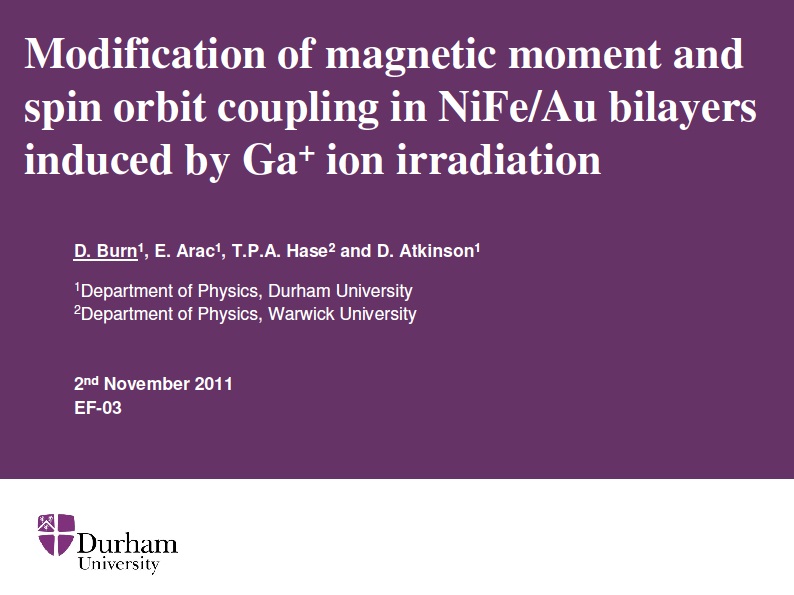 Modification of magnetic moment and
spin orbit coupling in NiFe/Au bilayers
induced by Ga⁺ ion irradiation
D. Burn¹, E. Arac¹, T.P.A. Hase² and D. Atkinson¹
¹Department of Physics, Durham University
²Department of Physics, Warwick University
2ⁿᵈ November 2011
EF-03
Durham
University